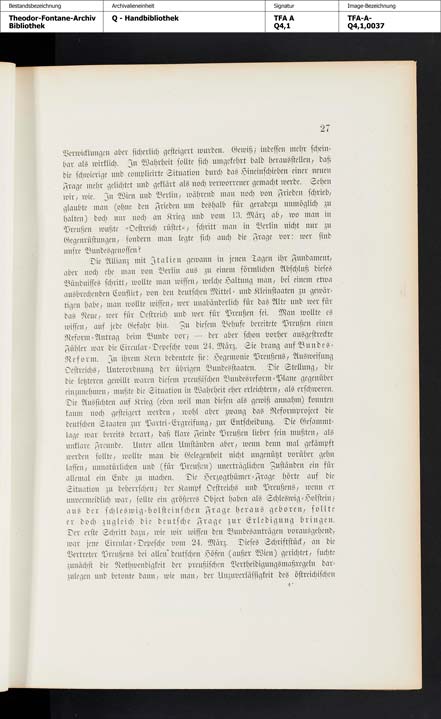 Bestandsbezeichnung Archivalieneinheit Signatur Image-Bezeichnung
Theodor-Fontane-Archiv Q - Handbibliothek TFA A TFA-A-
Bibliothek Q4,1 Q4,1,0037
27
Verwicklungen aber sicherlich gesteigert wurden. Gewiß; indessen mehr schein-
bar als wirklich. In Wahrheit sollte sich umgekehrt bald herausstellen, daß
die schwierige und complicirte Situation durch das Hineinschieben einer neuen
Frage mehr gelichtet und geklärt als noch verworrener gemacht werde. Sehen
wir, wie. In Wien und Berlin, während man noch von Frieden schrieb,
glaubte man (ohne den Frieden um deshalb für geradezu unmöglich zu
halten) doch nur noch an Krieg und vom 13. März ab, wo man in
Preußen wußte »Oestreich rüstet«, schritt man in Berlin nicht nur zu
Gegenrüstungen, sondern man legte sich auch die Frage vor: wer sind
unsre Bundesgenossen?
Die Allianz mit Italien gewann in jenen Tagen ihr Fundament,
aber noch ehe man von Berlin aus zu einem förmlichen Abschluß dieses
Bündnisses schritt, wollte man wissen, welche Haltung man, bei einem etwa
ausbrechenden Conflict, von den deutschen Mittel- und Kleinstaaten zu gewär-
tigen habe; man wollte wissen, wer unabänderlich für das Alte und wer für
das Neue, wer für Oestreich und wer für Preußen sei. Man wollte es
wissen, auf jede Gefahr hin. Zu diesem Behufe bereitete Preußen einen
Reform-Antrag beim Bunde vor; — der aber schon vorher ausgestreckte
Fühler war die Circular-Depesche vom 24. März. Sie drang auf Bundes-
Reform. In ihrem Kern bedeutete sie: Hegemonie Preußens, Ausweisung
Oestreichs, Unterordnung der übrigen Bundesstaaten. Die Stellung, die
die letzteren gewillt waren diesem preußischen Bundesreform-Plane gegenüber
einzunehmen, mußte die Situation in Wahrheit eher erleichtern, als erschweren.
Die Aussichten auf Krieg (eben weil man diesen als gewiß annahm) konnten
kaum noch gesteigert werden, wohl aber zwang das Reformproject die
deutschen Staaten zur Partei-Ergreifung, zur Entscheidung. Die Gesammt-
lage war bereits derart, daß klare Feinde Preußen lieber sein mußten, als
unklare Freunde. Unter allen Umständen aber, wenn denn mal gekämpft
werden sollte, wollte man die Gelegenheit nicht ungenützt vorüber gehn
lassen, unnatürlichen und (für Preußen) unerträglichen Zuständen ein für
allemal ein Ende zu machen. Die Herzogthümer-Frage hörte auf die
Situation zu beherrschen; der Kampf Oestreichs und Preußens, wenn er
unvermeidlich war, sollte ein größeres Object haben als Schleswig-Holstein;
aus der schleswig-holsteinschen Frage heraus geboren, sollte
er doch zugleich die deutsche Frage zur Erledigung bringen.
Der erste Schritt dazu, wie wir wissen den Bundesanträgen vorausgehend,
war jene Circular-Depesche vom 24. März. Dieses Schriftstück, an die
Vertreter Preußens bei allen deutschen Höfen (außer Wien) gerichtet, suchte
zunächst die Nothwendigkeit der preußischen Vertheidigungsmaßregeln dar-
zulegen und betonte dann, wie man, der Unzuverlässigkeit des östreichischen
4*